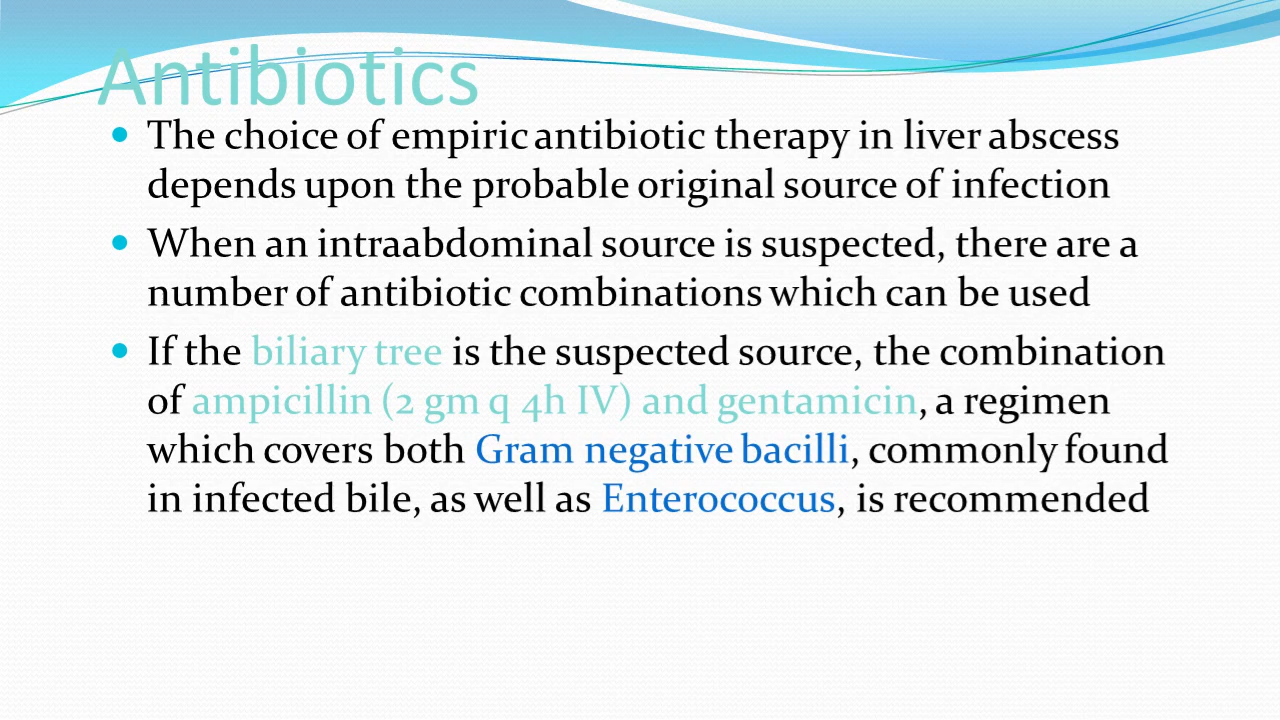 Antibiotics
The choice of empiric antibiotic therapy in liver abscess
depends upon the probable original source of infection
When an intraabdominal source is suspected, there are a
number of antibiotic combinations which can be used
If the biliary tree is the suspected source, the combination
of ampicillin (2 gm q 4h IV) and gentamicin, a regimen
which covers both Gram negative bacilli, commonly found
in infected bile, as well as Enterococcus, is recommended